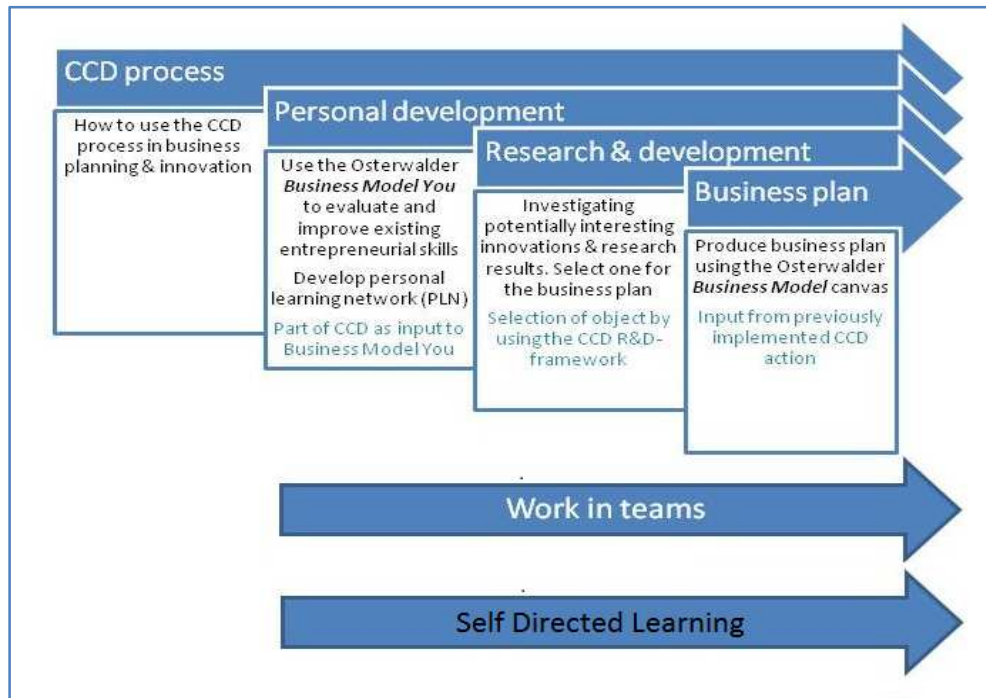 CCD process
How to use the CCD
process in business
planning & innovation
Personal development
Use the Osterwalder
Business Model You
to evaluate and
improve existing
entrepreneurial skills
Develop personal
learning network (PLN)
Part of CCD as input to
Business Model You
Research & development
Investigating
potentially interesting
innovations & research
results. Select one for
the business plan
Selection of object by
using the CCD R&D-
framework
Business plan
Produce business plan
using the Osterwalder
Business Model canvas
Input from previously
implemented CCD
action
Work in teams
Self Directed Learning